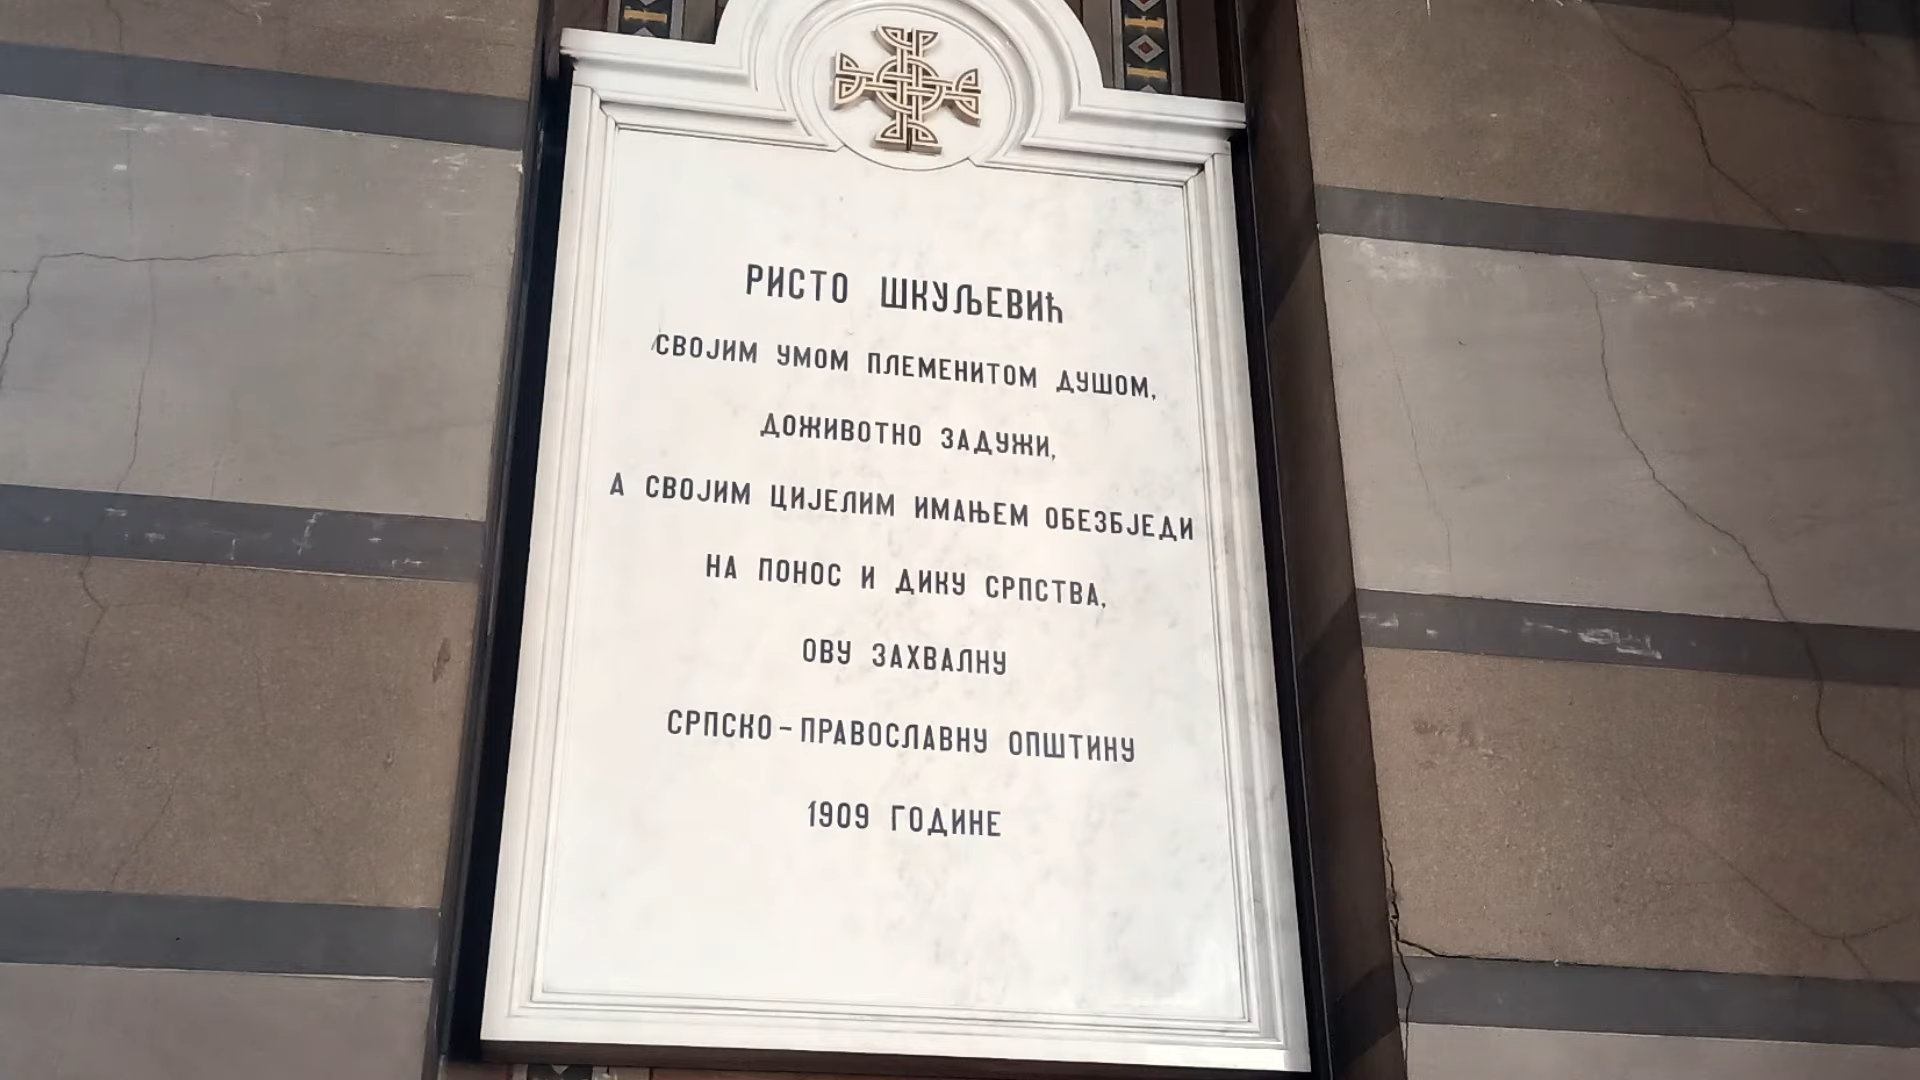 РИСТО ШКУЉЕВИЋ
СВОЈИМ УМОМ ПЛЕМЕНИТОМ ДУШОМ,
ДОЖИВОТНО ЗАДУЖИ,
А СВОЈИМ ЦИЈЕЛИМ ИМАЊЕМ ОБЕЗБЈЕДИ
НА ПОНОС И ДИКУ СРПСТВА,
ОВУ ЗАХВАЛНУ
СРПСКО-ПРАВОСЛАВНУ ОПШТИНУ
1909 ГОДИНЕ